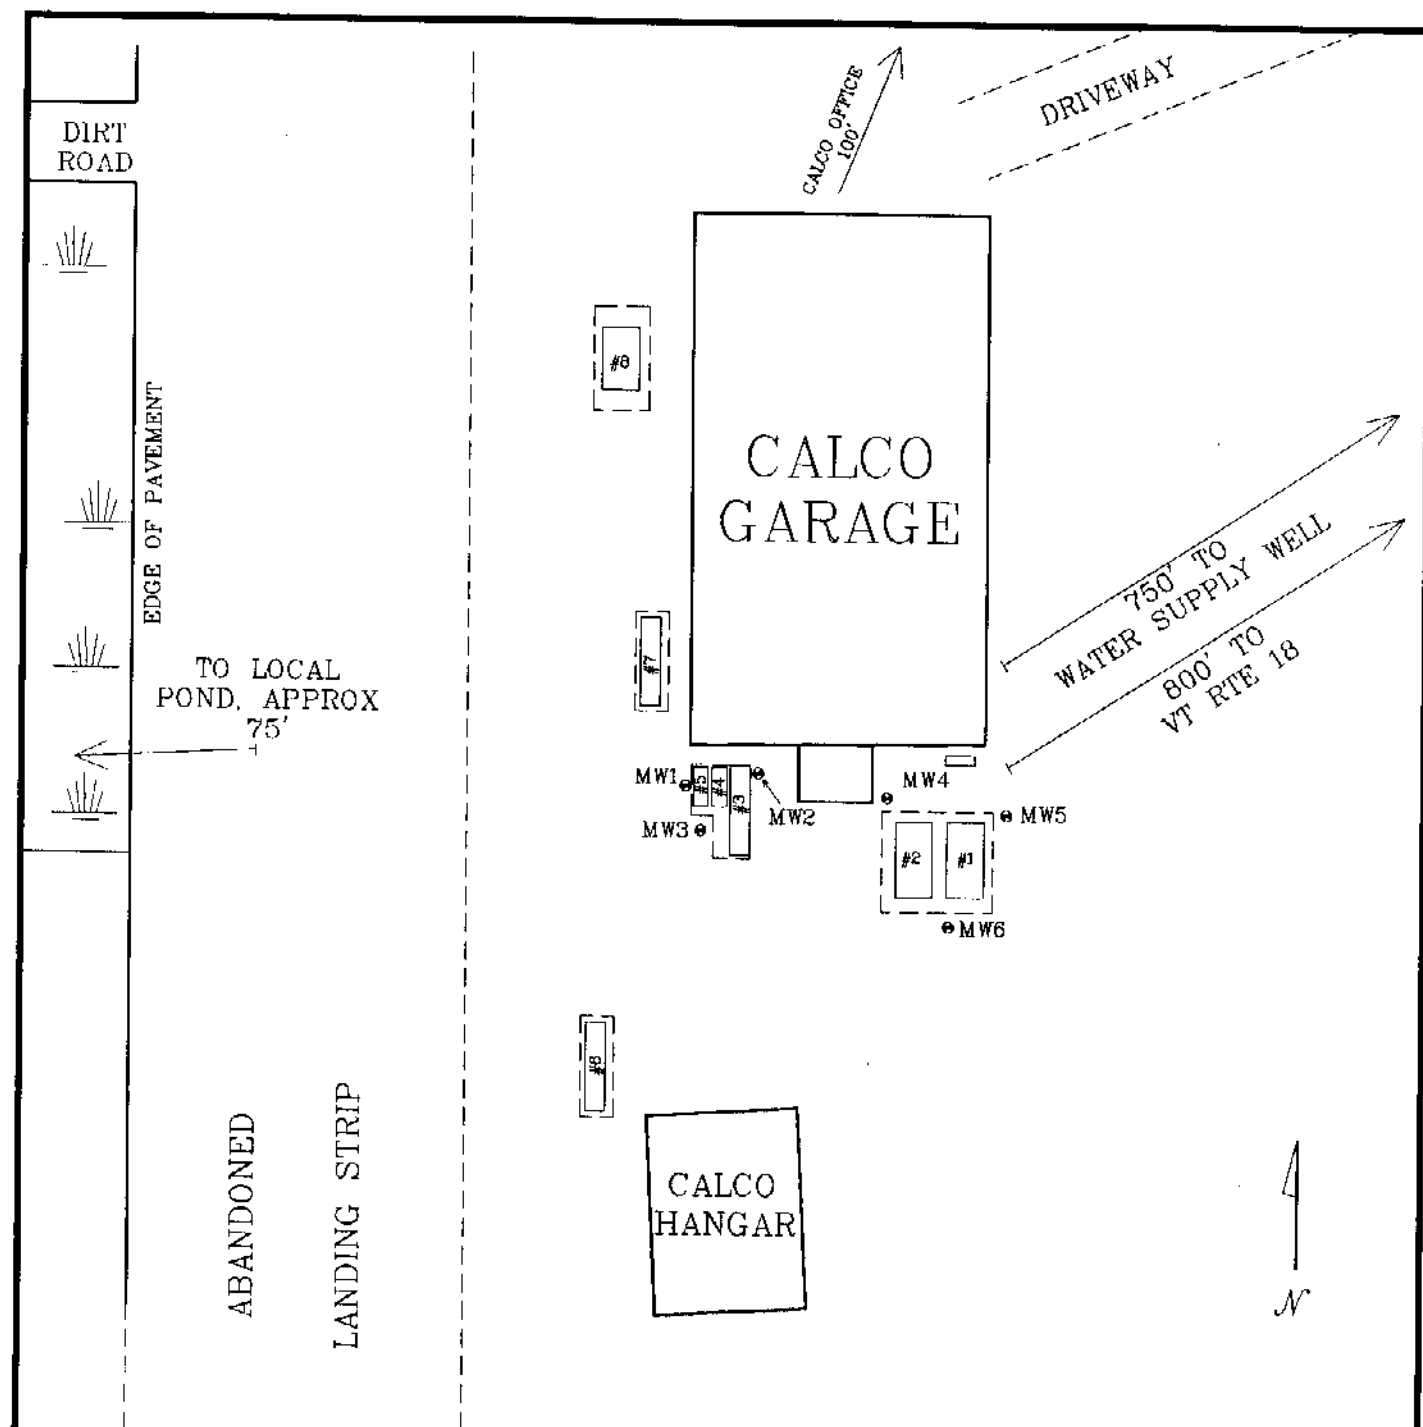 CALCO OFFICE
100'
DRIVEWAY
DIRT
ROAD
#8
EDGE OF PAVEMENT
CALCO
GARAGE
750' TO
WATER SUPPLY WELL
800' TO
VT RTE 18
#7
TO LOCAL
POND, APPROX
75'
MW1
#5
#4
#3
MW2
MW3
MW4
MW5
#2
#1
MW6
#6
ABANDONED
LANDING STRIP
CALCO
HANGAR
N